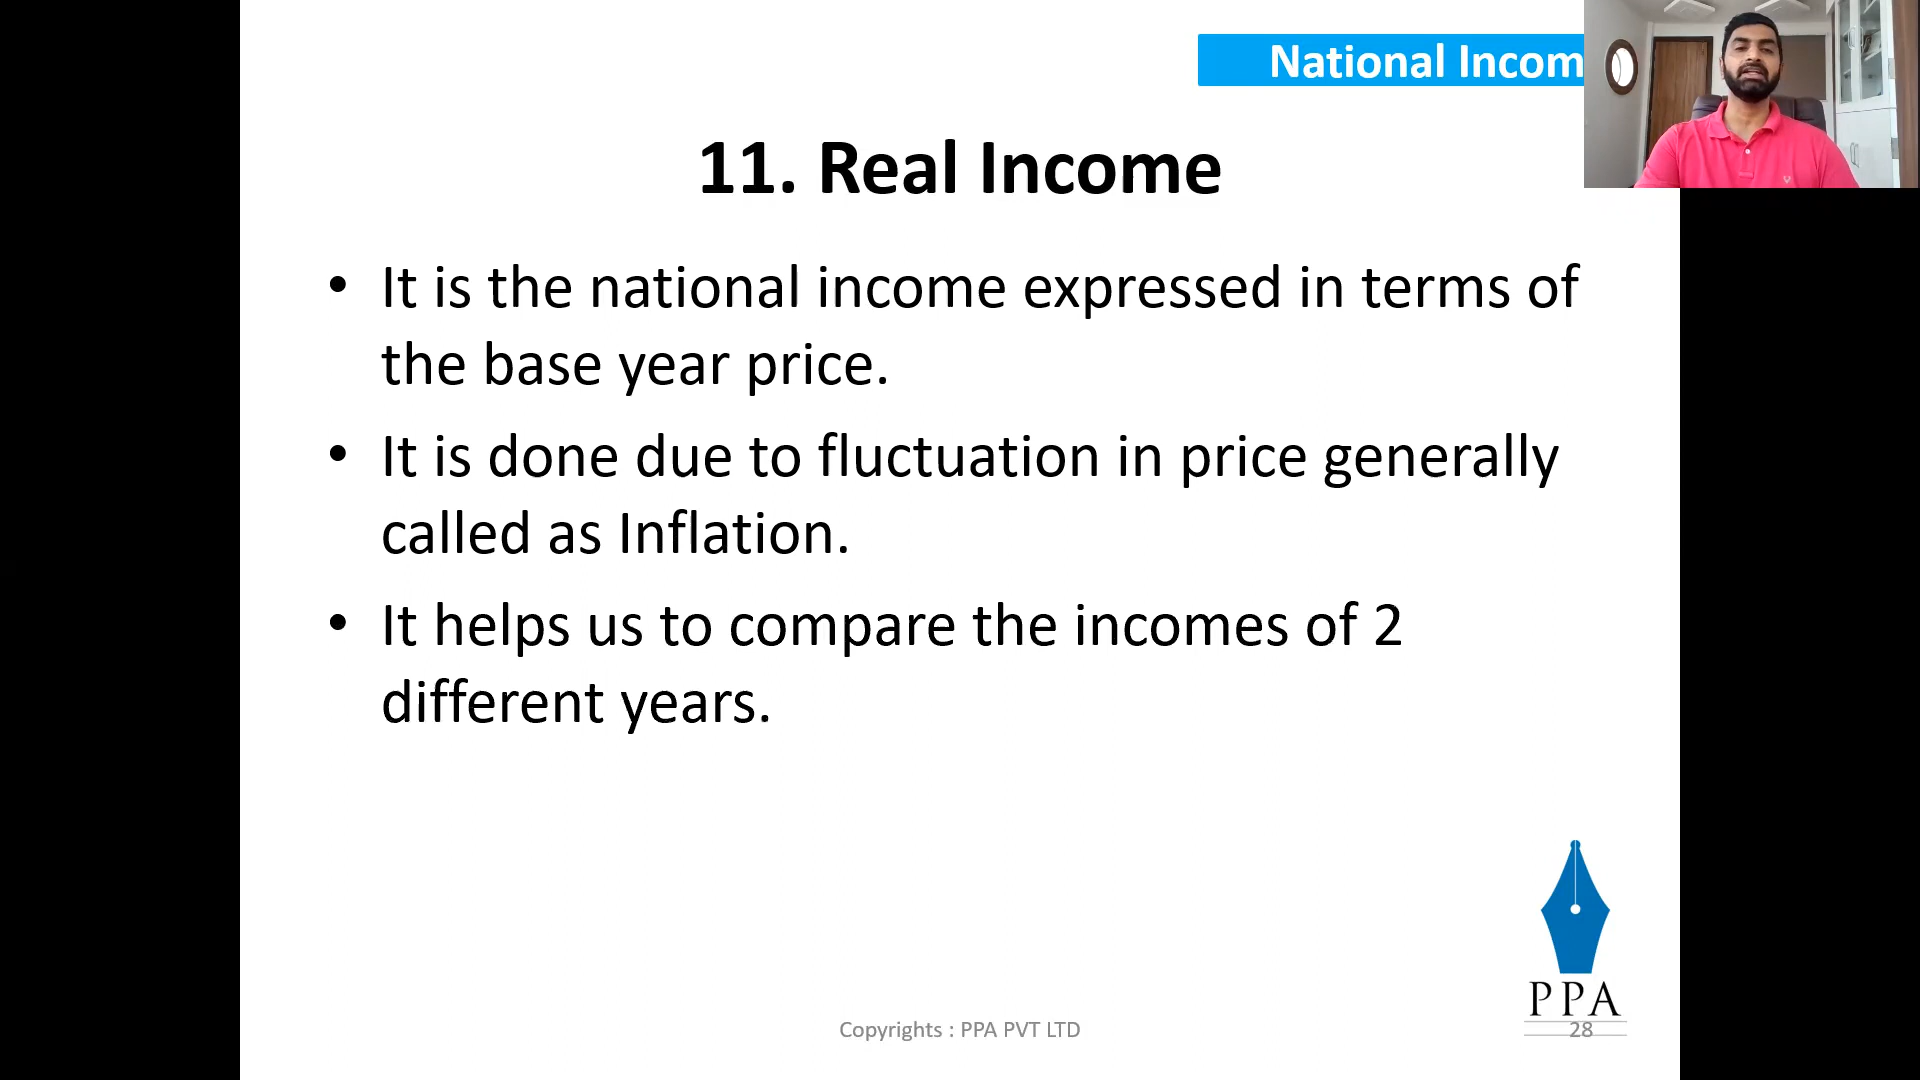 National Incom
11. Real Income
• It is the national income expressed in terms of
the base year price.
• It is done due to fluctuation in price generally
called as Inflation.
• It helps us to compare the incomes of 2
different years.
PPA
Copyrights : PPA PVT LTD
28